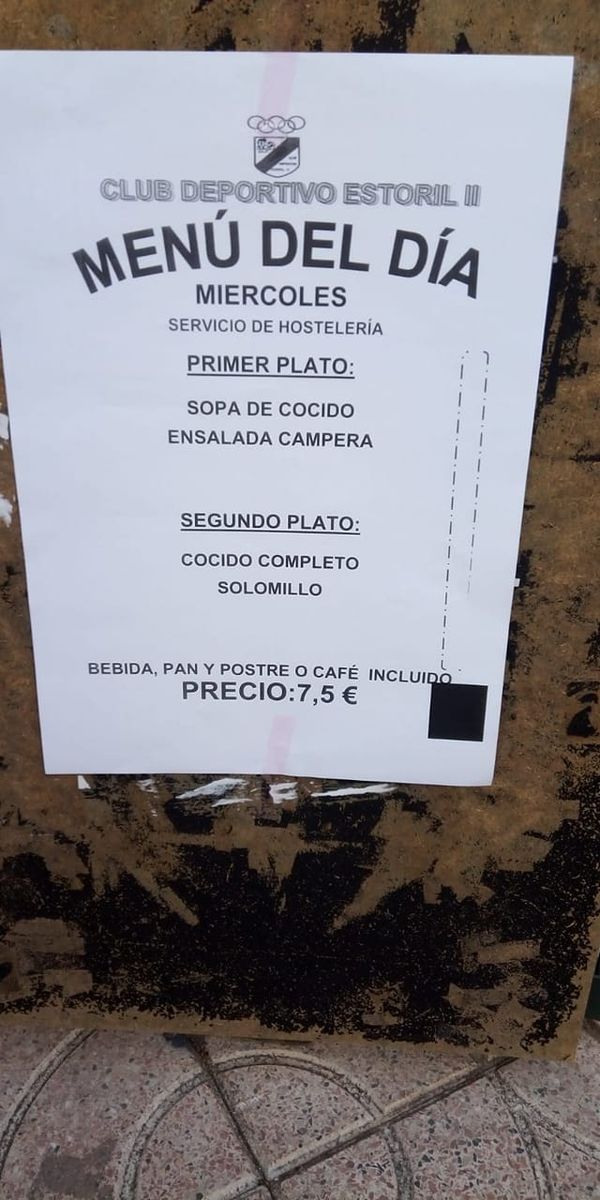 CLUB DEPORTIVO ESTORIL II
MENÚ DEL DÍA
MIERCOLES
SERVICIO DE HOSTELERÍA
PRIMER PLATO:
SOPA DE COCIDO
ENSALADA CAMPERA
SEGUNDO PLATO:
COCIDO COMPLETO
SOLOMILLO
BEBIDA, PAN Y POSTRE O CAFÉ INCLUIDO
PRECIO:7,5 €